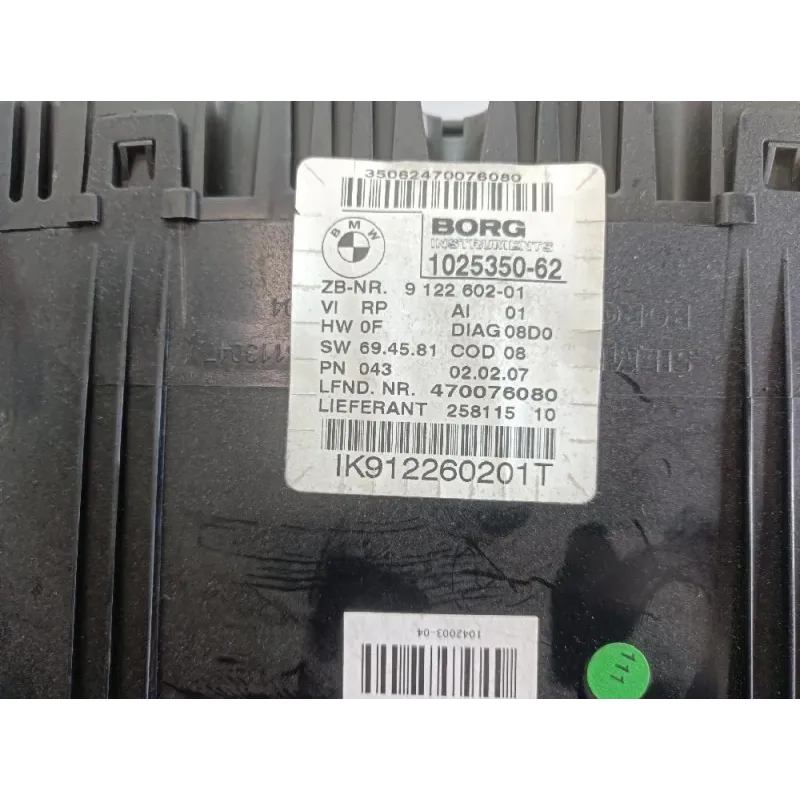 35062470076080
BMW
BORG
INSTRUMENTS
1025350-62
ZB-NR. 9 122 602-01
VI RP AI 01
HW 0F DIAG 08D0
SW 69.45.81 COD 08
PN 043 02.02.07
LFND. NR. 470076080
LIEFERANT 258115 10
IK912260201T
1042003-04
111